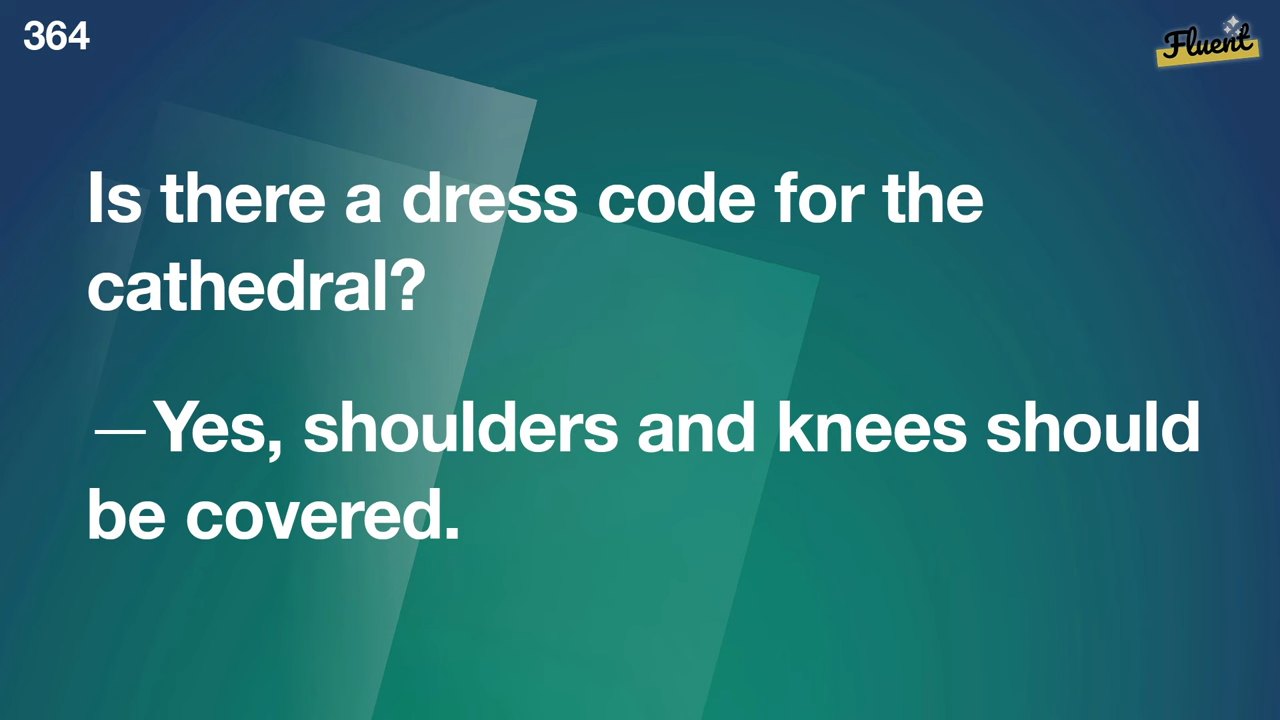 364
Fluent
Is there a dress code for the
cathedral?
—Yes, shoulders and knees should
be covered.